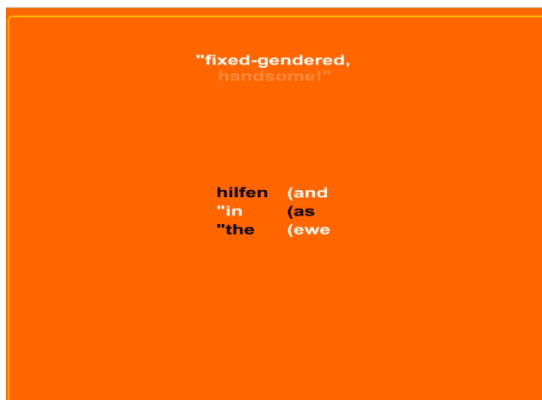 "fixed-gendered,
handsome!"
hilfen (and
"in (as
"the (ewe